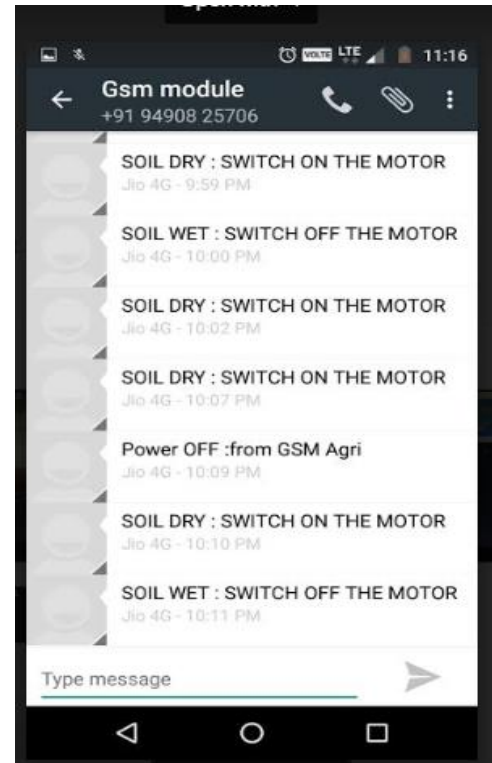 VOLTE LTE 11:16
Gsm module
+91 94908 25706
SOIL DRY : SWITCH ON THE MOTOR
Jio 4G - 9:59 PM
SOIL WET : SWITCH OFF THE MOTOR
Jio 4G - 10:00 PM
SOIL DRY : SWITCH ON THE MOTOR
Jio 4G - 10:02 PM
SOIL DRY : SWITCH ON THE MOTOR
Jio 4G - 10:07 PM
Power OFF :from GSM Agri
Jio 4G - 10:09 PM
SOIL DRY : SWITCH ON THE MOTOR
Jio 4G - 10:10 PM
SOIL WET : SWITCH OFF THE MOTOR
Jio 4G - 10:11 PM
Type message